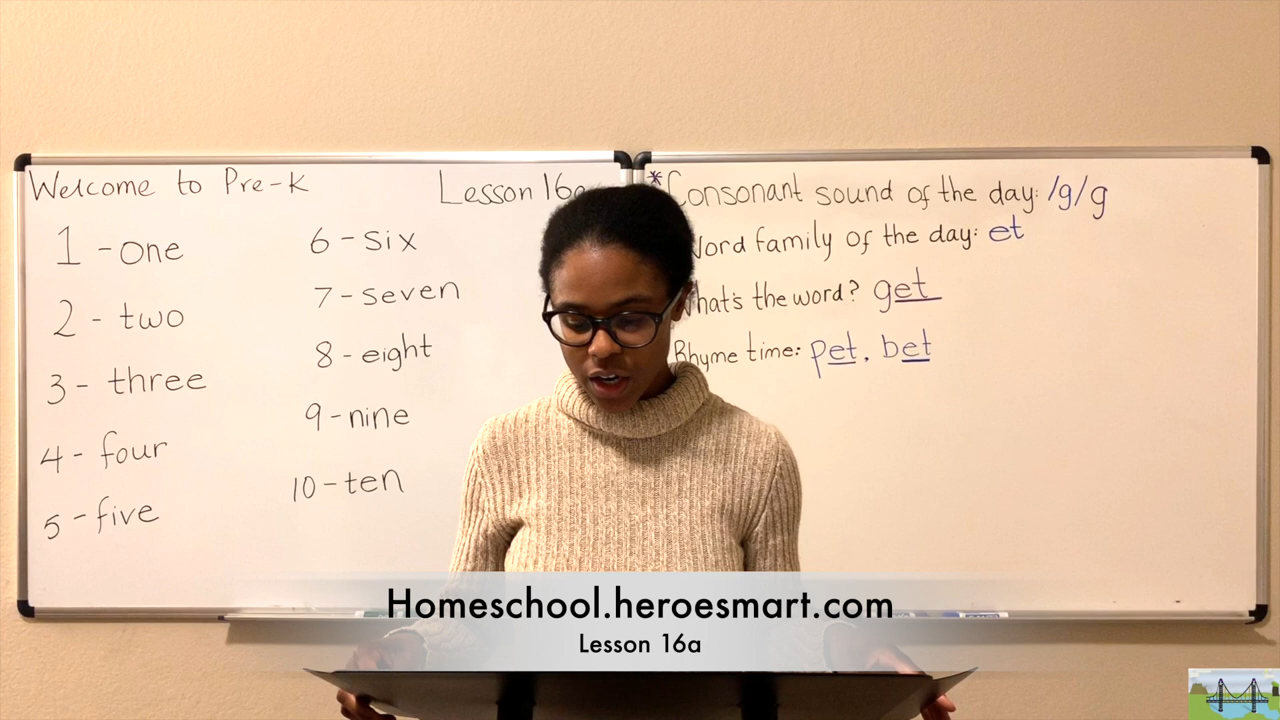 Welcome to Pre-K
Lesson 16a
1 - one
2 - two
3 - three
4 - four
5 - five
6 - six
7 - seven
8 - eight
9 - nine
10 - ten
*Consonant sound of the day: /g/g
Word family of the day: et
What's the word? get
Rhyme time: pet, bet
Homeschool.heroesmart.com
Lesson 16a